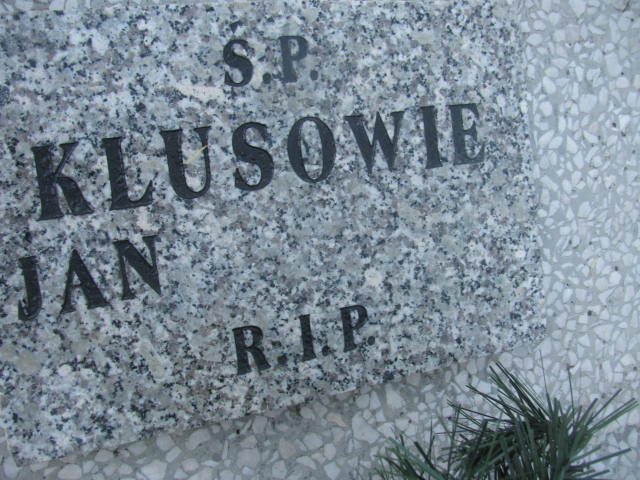 Ś.P.
KLUSOWIE
JAN
R.I.P.